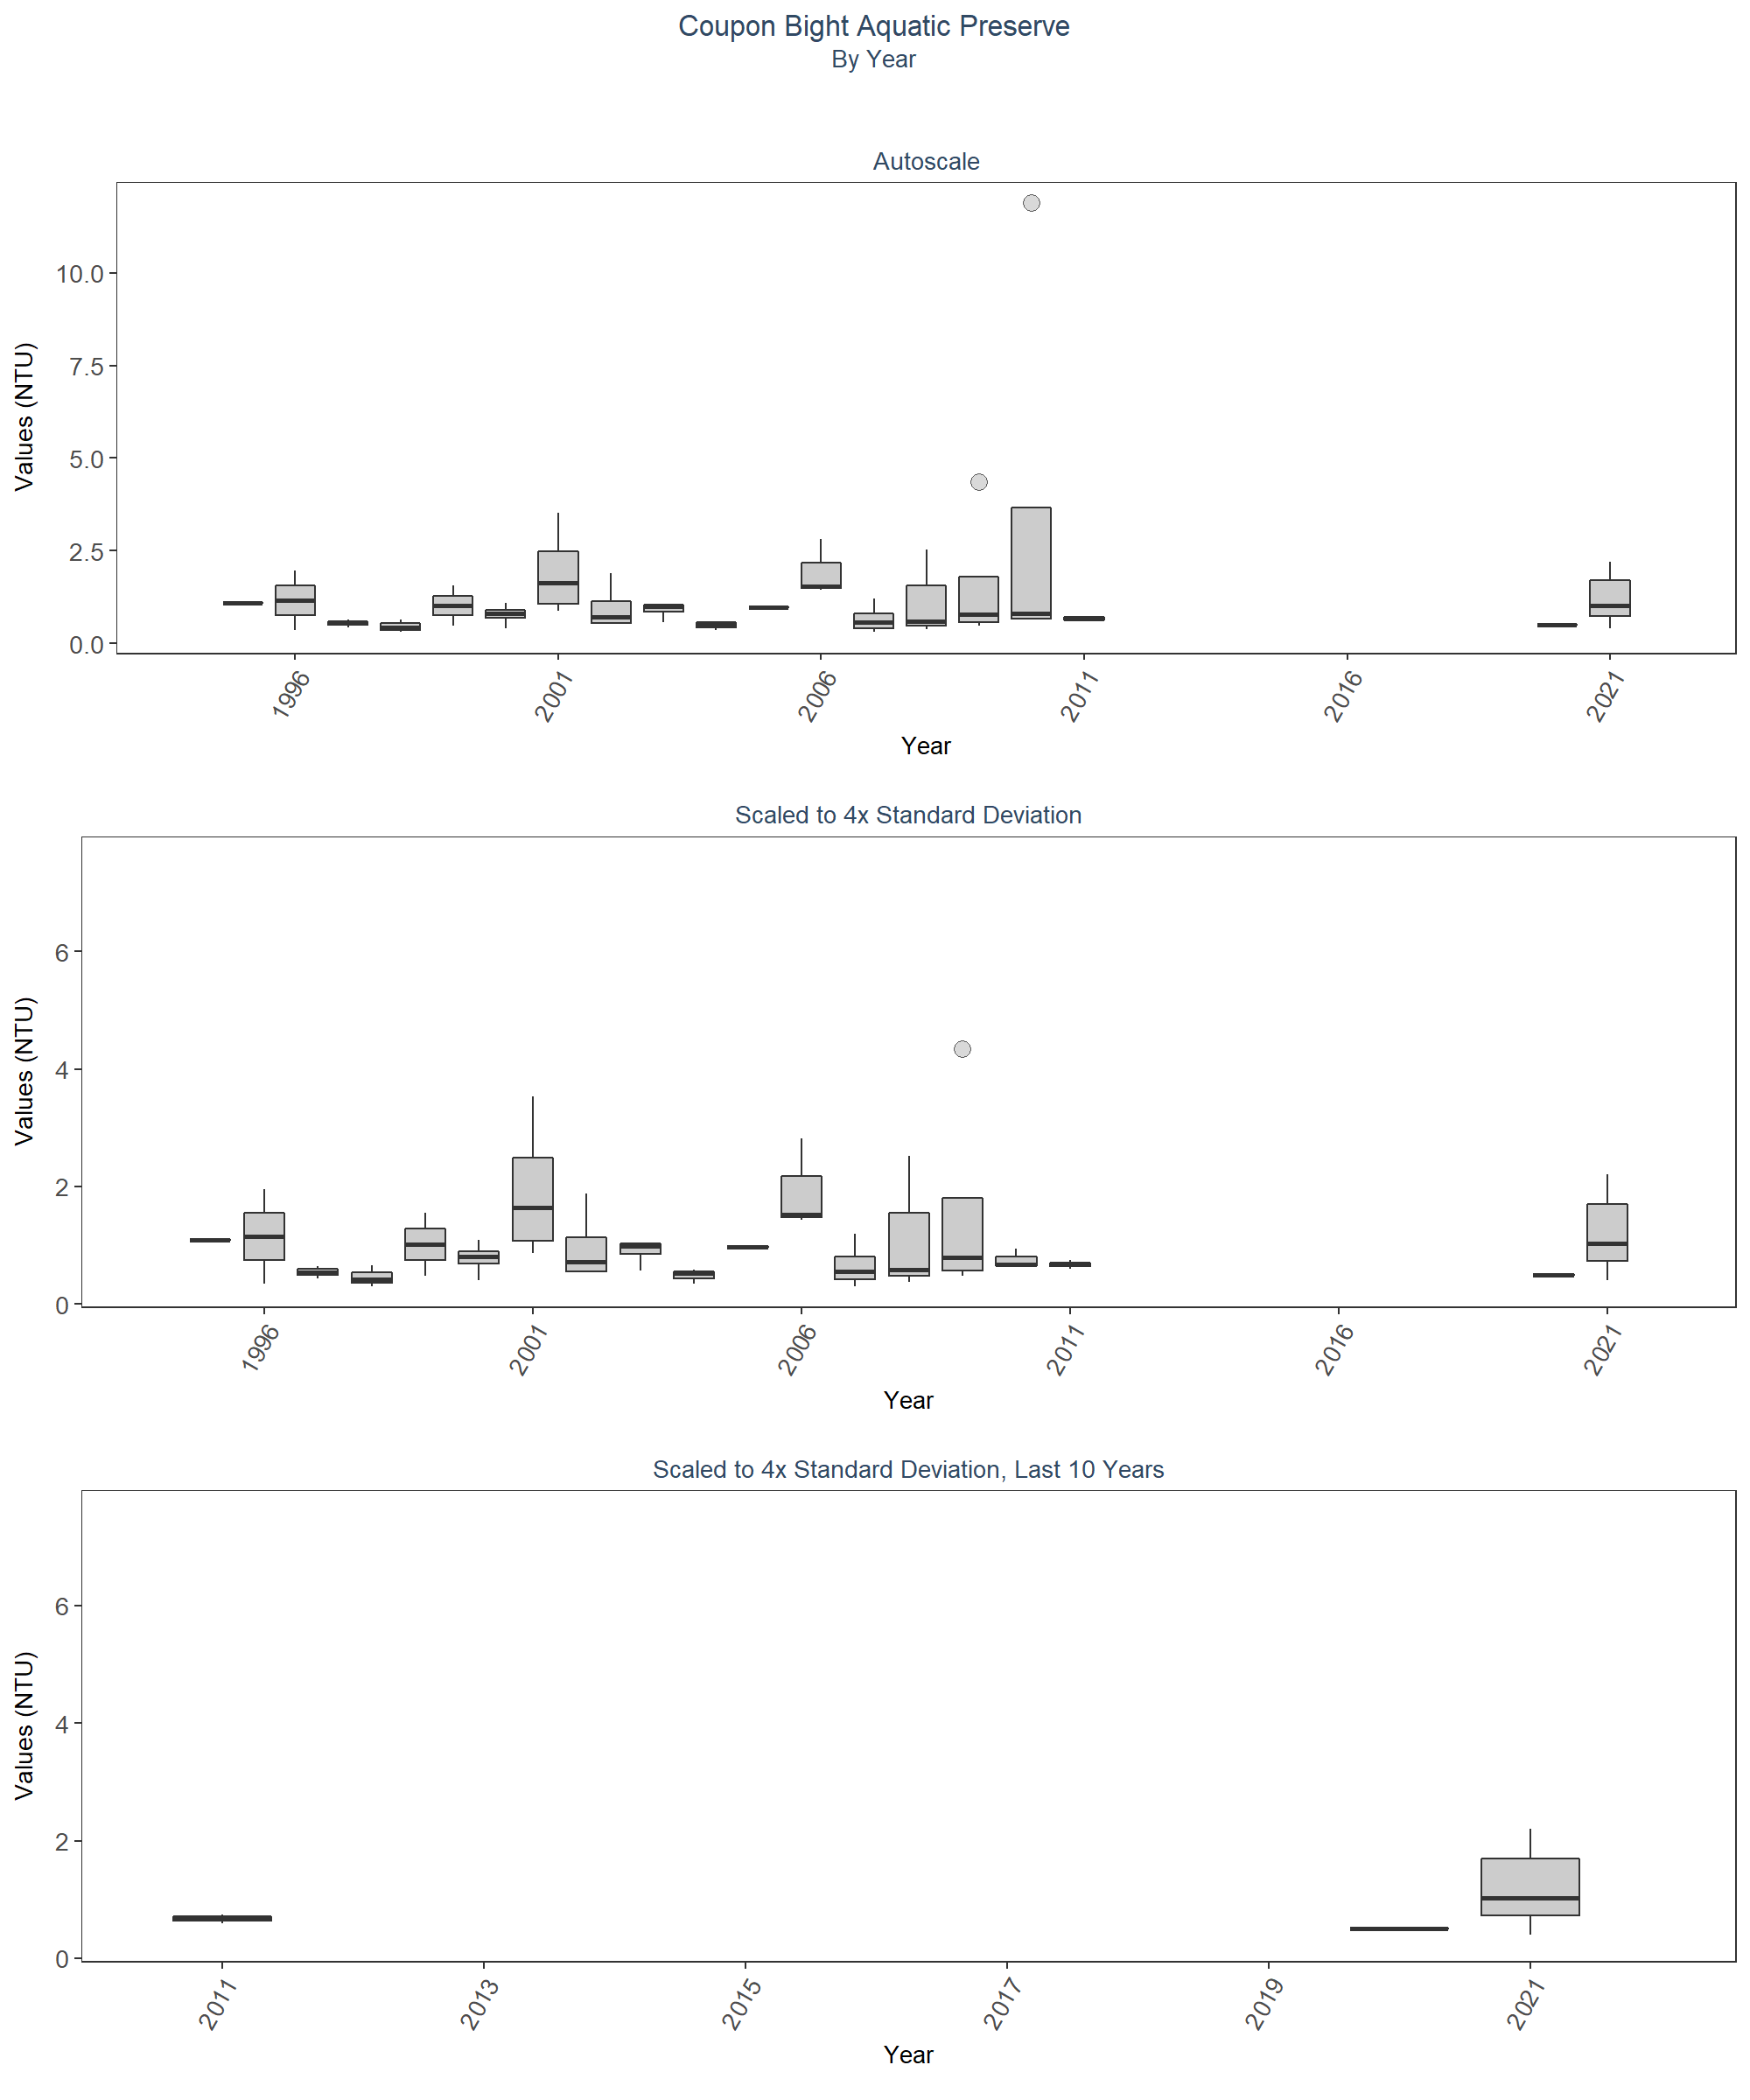 Coupon Bight Aquatic Preserve
By Year
Autoscale
Values (NTU)
10.0
7.5
5.0
2.5
0.0
1996 2001 2006 2011 2016 2021
Year
Scaled to 4x Standard Deviation
Values (NTU)
6
4
2
0
1996 2001 2006 2011 2016 2021
Year
Scaled to 4x Standard Deviation, Last 10 Years
Values (NTU)
6
4
2
0
2011 2013 2015 2017 2019 2021
Year